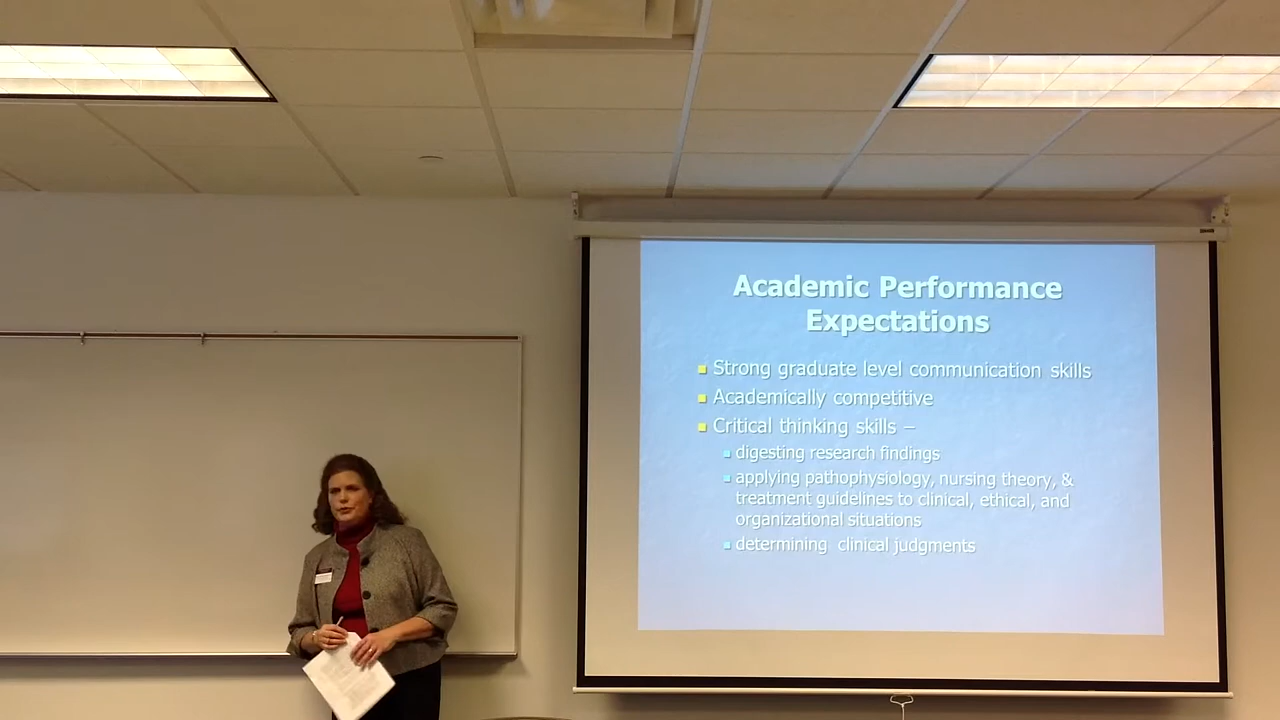 Academic Performance
Expectations
Strong graduate level communication skills
Academically competitive
Critical thinking skills –
digesting research findings
applying pathophysiology, nursing theory, &
treatment guidelines to clinical, ethical, and
organizational situations
determining clinical judgments